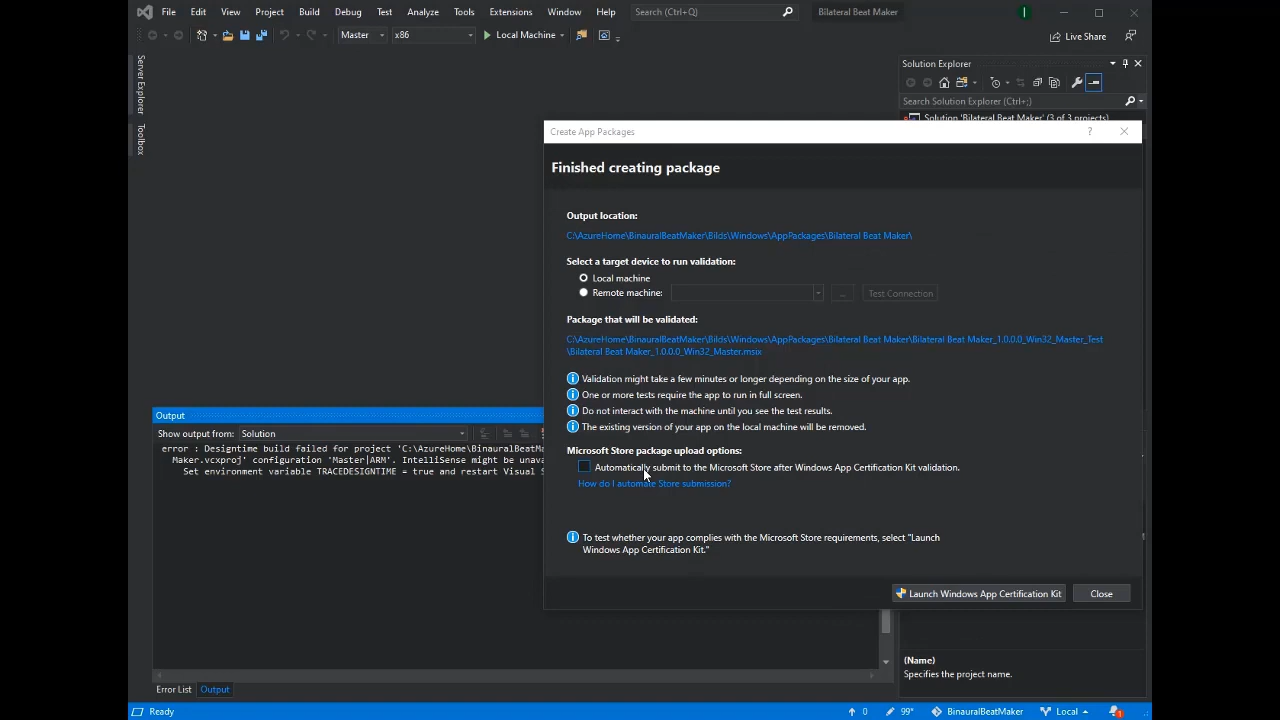 File Edit View Project Build Debug Test Analyze Tools Extensions Window Help Search (Ctrl+Q) Bilateral Beat Maker
Master x86 Local Machine Live Share
Server Explorer
Toolbox
Solution Explorer
Search Solution Explorer (Ctrl+;)
Solution 'Bilateral Beat Maker' (3 of 3 projects)
Create App Packages ?
Finished creating package
Output location:
C:\AzureHome\BinauralBeatMaker\Bilds\Windows\AppPackages\Bilateral Beat Maker\
Select a target device to run validation:
Local machine
Remote machine: ... Test Connection
Package that will be validated:
C:\AzureHome\BinauralBeatMaker\Bilds\Windows\AppPackages\Bilateral Beat Maker\Bilateral Beat Maker_1.0.0.0_Win32_Master_Test
\Bilateral Beat Maker_1.0.0.0_Win32_Master.msix
Validation might take a few minutes or longer depending on the size of your app.
One or more tests require the app to run in full screen.
Do not interact with the machine until you see the test results.
The existing version of your app on the local machine will be removed.
Microsoft Store package upload options:
Automatically submit to the Microsoft Store after Windows App Certification Kit validation.
How do I automate Store submission?
To test whether your app complies with the Microsoft Store requirements, select "Launch
Windows App Certification Kit."
Launch Windows App Certification Kit Close
Output
Show output from: Solution
error : Designtime build failed for project 'C:\AzureHome\BinauralBeatM
Maker.vcxproj' configuration 'Master|ARM'. IntelliSense might be unava
Set environment variable TRACEDESIGNTIME = true and restart Visual S
(Name)
Specifies the project name.
Error List Output
Ready 0 99* BinauralBeatMaker Local